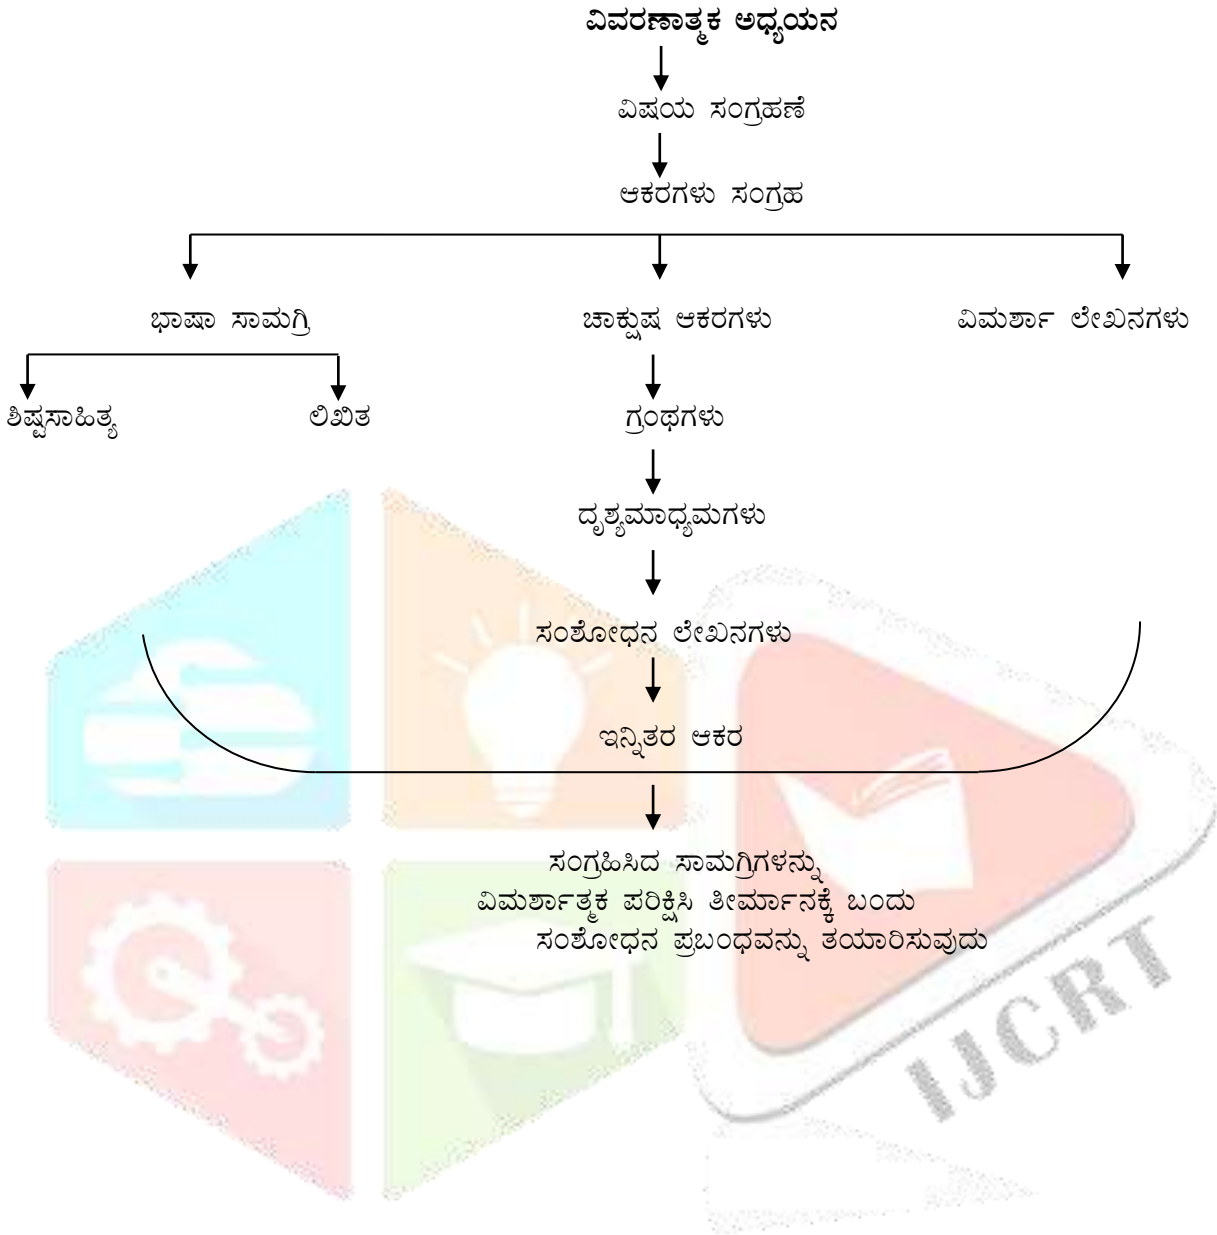 ವಿವರಣಾತ್ಮಕ ಅಧ್ಯಯನ
ವಿಷಯ ಸಂಗ್ರಹಣೆ
ಆಕರಗಳು ಸಂಗ್ರಹ
ಭಾಷಾ ಸಾಮಗ್ರಿ ಚಾಕ್ಷುಷ ಆಕರಗಳು ವಿಮರ್ಶಾ ಲೇಖನಗಳು
ಶಿಷ್ಟಸಾಹಿತ್ಯ ಲಿಖಿತ ಗ್ರಂಥಗಳು
ದೃಶ್ಯಮಾಧ್ಯಮಗಳು
ಸಂಶೋಧನ ಲೇಖನಗಳು
ಇನ್ನಿತರ ಆಕರ
ಸಂಗ್ರಹಿಸಿದ ಸಾಮಗ್ರಿಗಳನ್ನು
ವಿಮರ್ಶಾತ್ಮಕ ಪರಿಕ್ಷಿಸಿ ತೀರ್ಮಾನಕ್ಕೆ ಬಂದು
ಸಂಶೋಧನ ಪ್ರಬಂಧವನ್ನು ತಯಾರಿಸುವುದು
IJCRT